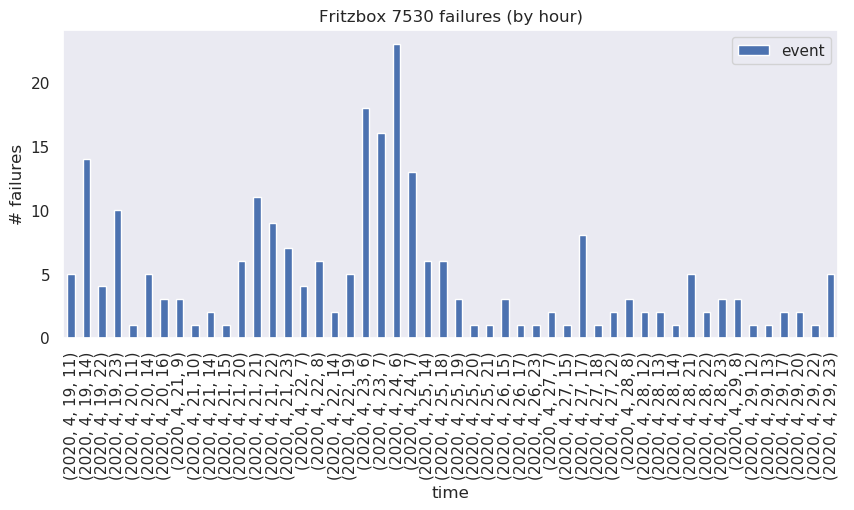 Fritzbox 7530 failures (by hour)
event
# failures
20
15
10
5
0
(2020, 4, 19, 11)
(2020, 4, 19, 14)
(2020, 4, 19, 22)
(2020, 4, 19, 23)
(2020, 4, 20, 11)
(2020, 4, 20, 14)
(2020, 4, 20, 16)
(2020, 4, 21, 9)
(2020, 4, 21, 10)
(2020, 4, 21, 14)
(2020, 4, 21, 15)
(2020, 4, 21, 20)
(2020, 4, 21, 21)
(2020, 4, 21, 22)
(2020, 4, 21, 23)
(2020, 4, 22, 7)
(2020, 4, 22, 8)
(2020, 4, 22, 14)
(2020, 4, 22, 19)
(2020, 4, 23, 6)
(2020, 4, 23, 7)
(2020, 4, 24, 6)
(2020, 4, 24, 7)
(2020, 4, 25, 14)
(2020, 4, 25, 18)
(2020, 4, 25, 19)
(2020, 4, 25, 20)
(2020, 4, 25, 21)
(2020, 4, 26, 15)
(2020, 4, 26, 17)
(2020, 4, 26, 23)
(2020, 4, 27, 7)
(2020, 4, 27, 15)
(2020, 4, 27, 17)
(2020, 4, 27, 18)
(2020, 4, 27, 22)
(2020, 4, 28, 8)
(2020, 4, 28, 12)
(2020, 4, 28, 13)
(2020, 4, 28, 14)
(2020, 4, 28, 21)
(2020, 4, 28, 22)
(2020, 4, 28, 23)
(2020, 4, 29, 8)
(2020, 4, 29, 12)
(2020, 4, 29, 13)
(2020, 4, 29, 17)
(2020, 4, 29, 20)
(2020, 4, 29, 22)
(2020, 4, 29, 23)
time